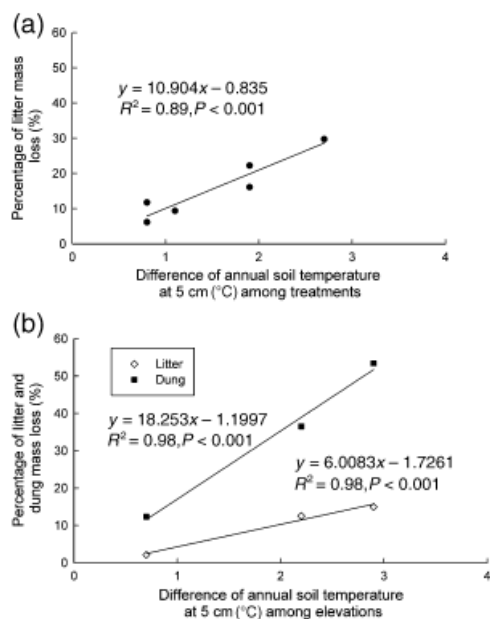 (a)
60
50
40
30
20
10
0
Percentage of litter mass
loss (%)
y = 10.904x – 0.835
R² = 0.89, P < 0.001
0 1 2 3 4
Difference of annual soil temperature
at 5 cm (°C) among treatments
(b)
60
50
40
30
20
10
0
Percentage of litter and
dung mass loss (%)
Litter
Dung
y = 18.253x – 1.1997
R² = 0.98, P < 0.001
y = 6.0083x – 1.7261
R² = 0.98, P < 0.001
0 1 2 3 4
Difference of annual soil temperature
at 5 cm (°C) among elevations